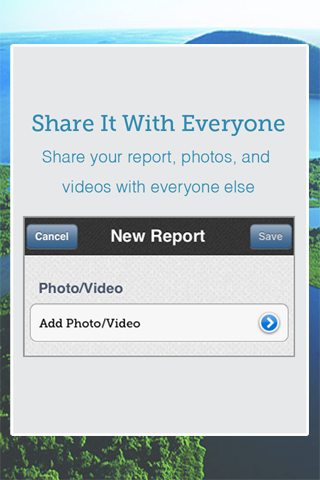 Share It With Everyone
Share your report, photos, and
videos with everyone else
Cancel
New Report
Save
Photo/Video
Add Photo/Video